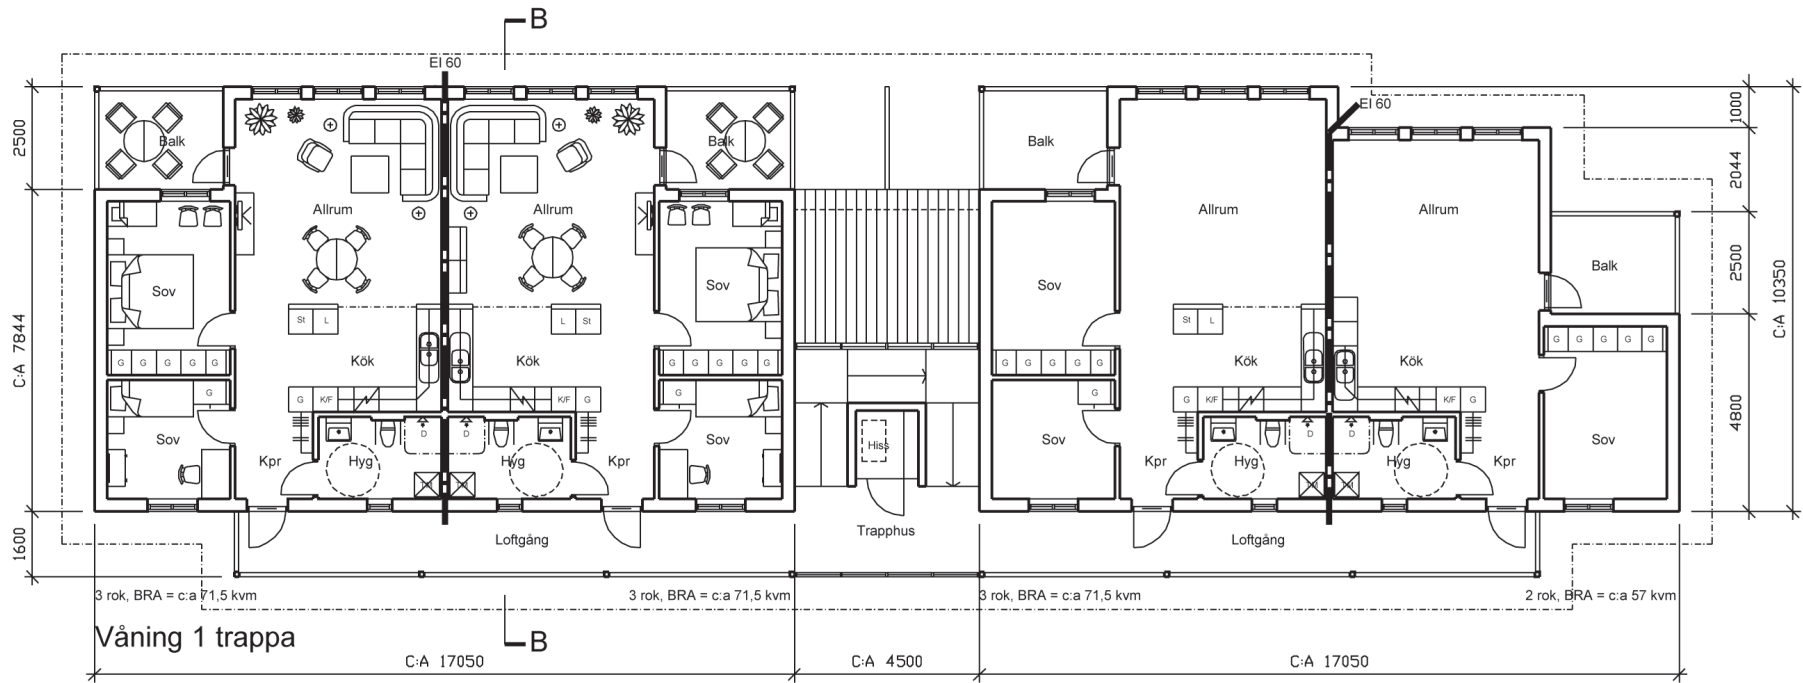 B
EI 60
EI 60
2500
C:A 7844
1600
1000
2044
2500
4800
C:A 10350
Balk
Balk
Balk
Balk
Allrum
Allrum
Allrum
Allrum
Sov
Sov
Sov
St L
L St
St L
Kök
Kök
Kök
Kök
G G G G G
G G G G G
G G G G G
G G G G G
G
G
G
G K/F
K/F G
G K/F
K/F G
D
D
D
D
Sov
Kpr
Hyg
Hyg
Kpr
Sov
Hiss
Sov
Kpr
Hyg
Hyg
Kpr
Sov
Loftgång
Trapphus
Loftgång
3 rok, BRA = c:a 71,5 kvm
3 rok, BRA = c:a 71,5 kvm
3 rok, BRA = c:a 71,5 kvm
2 rok, BRA = c:a 57 kvm
Våning 1 trappa
B
C:A 17050
C:A 4500
C:A 17050